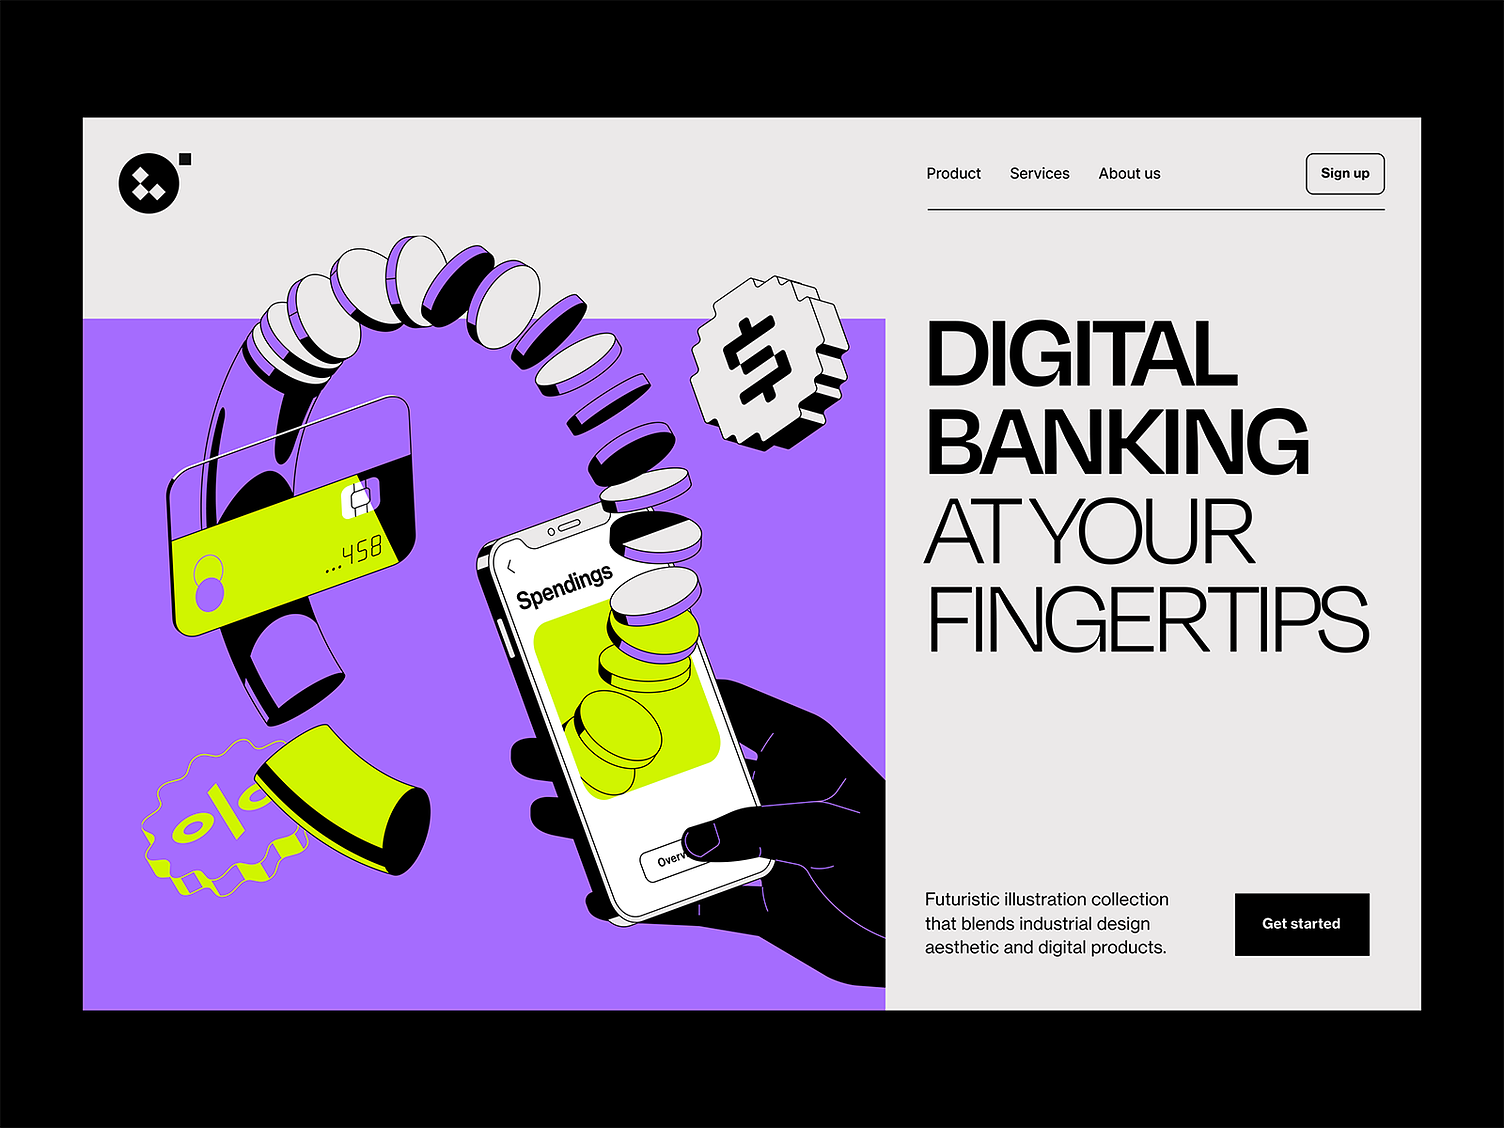 Product
Services
About us
Sign up
DIGITAL
BANKING
AT YOUR
FINGERTIPS
$
...458
Spendings
%
Futuristic illustration collection
that blends industrial design
aesthetic and digital products.
Get started